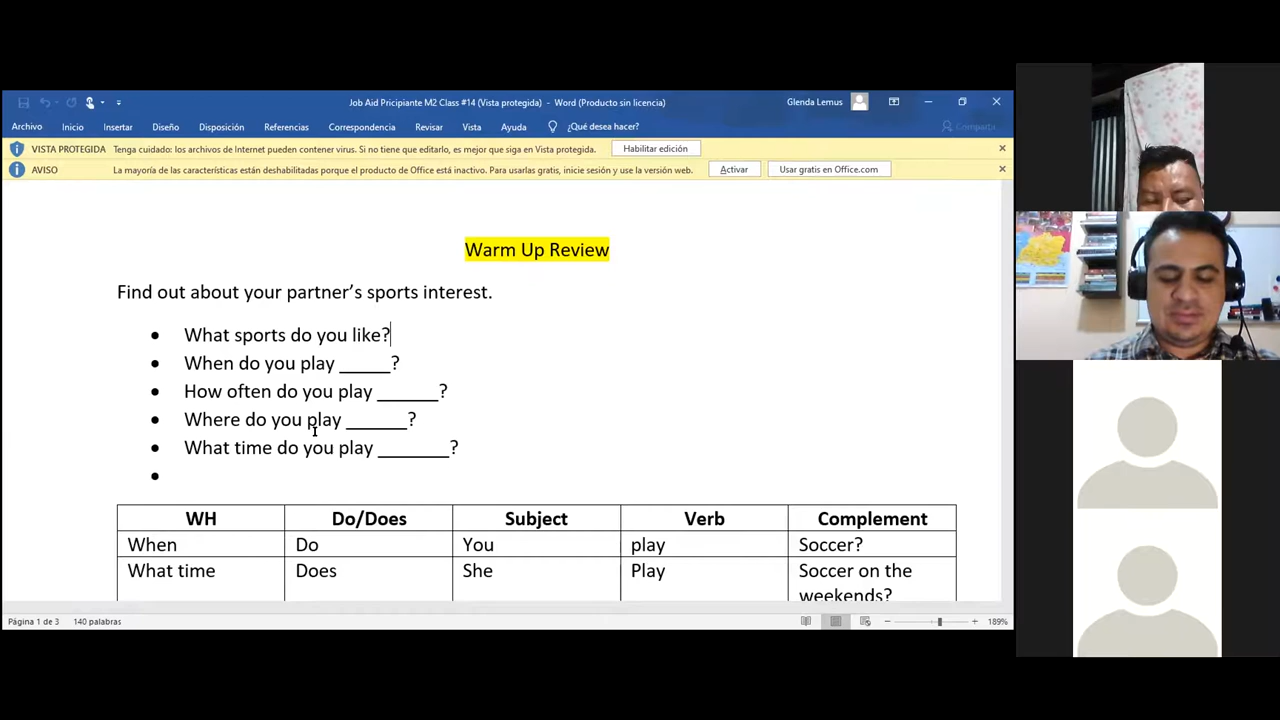 Job Aid Pricipiante M2 Class #14 (Vista protegida) - Word (Producto sin licencia)
Glenda Lemus
Archivo Inicio Insertar Diseño Disposición Referencias Correspondencia Revisar Vista Ayuda ¿Qué desea hacer? Compartir
VISTA PROTEGIDA Tenga cuidado: los archivos de Internet pueden contener virus. Si no tiene que editarlo, es mejor que siga en Vista protegida. Habilitar edición
AVISO La mayoría de las características están deshabilitadas porque el producto de Office está inactivo. Para usarlas gratis, inicie sesión y use la versión web. Activar Usar gratis en Office.com
Warm Up Review
Find out about your partner’s sports interest.
• What sports do you like?
• When do you play _____?
• How often do you play ______?
• Where do you play ______?
• What time do you play _______?
•
WH Do/Does Subject Verb Complement
When Do You play Soccer?
What time Does She Play Soccer on the
weekends?
Página 1 de 3 140 palabras 189%